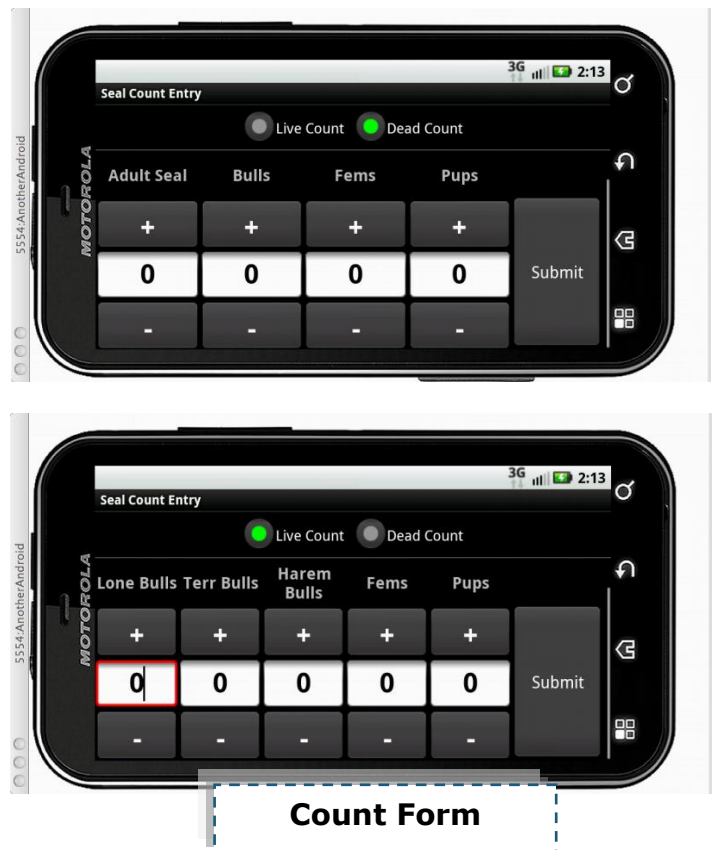 3G 2:13
Seal Count Entry
Live Count Dead Count
Adult Seal Bulls Fems Pups
+ + + +
0 0 0 0 Submit
- - - -
MOTOROLA
5554:AnotherAndroid
3G 2:13
Seal Count Entry
Live Count Dead Count
Lone Bulls Terr Bulls Harem Bulls Fems Pups
+ + + + +
0 0 0 0 0 Submit
- - - - -
MOTOROLA
5554:AnotherAndroid
Count Form